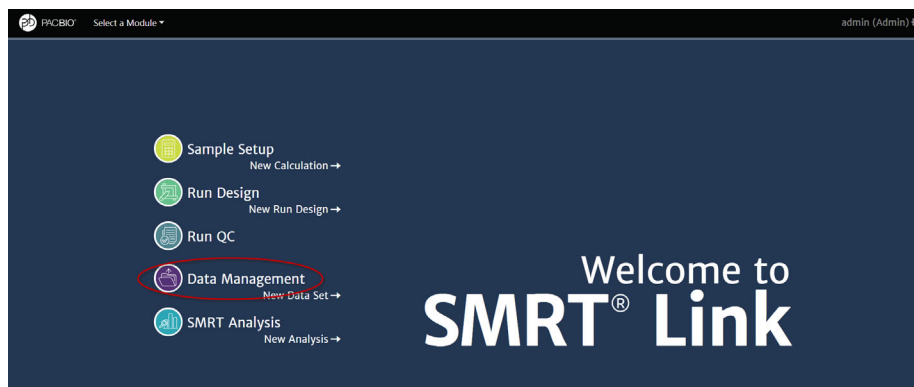 PACBIO® Select a Module
admin (Admin)
Sample Setup
New Calculation →
Run Design
New Run Design →
Run QC
Data Management
New Data Set →
SMRT Analysis
New Analysis →
Welcome to
SMRT® Link